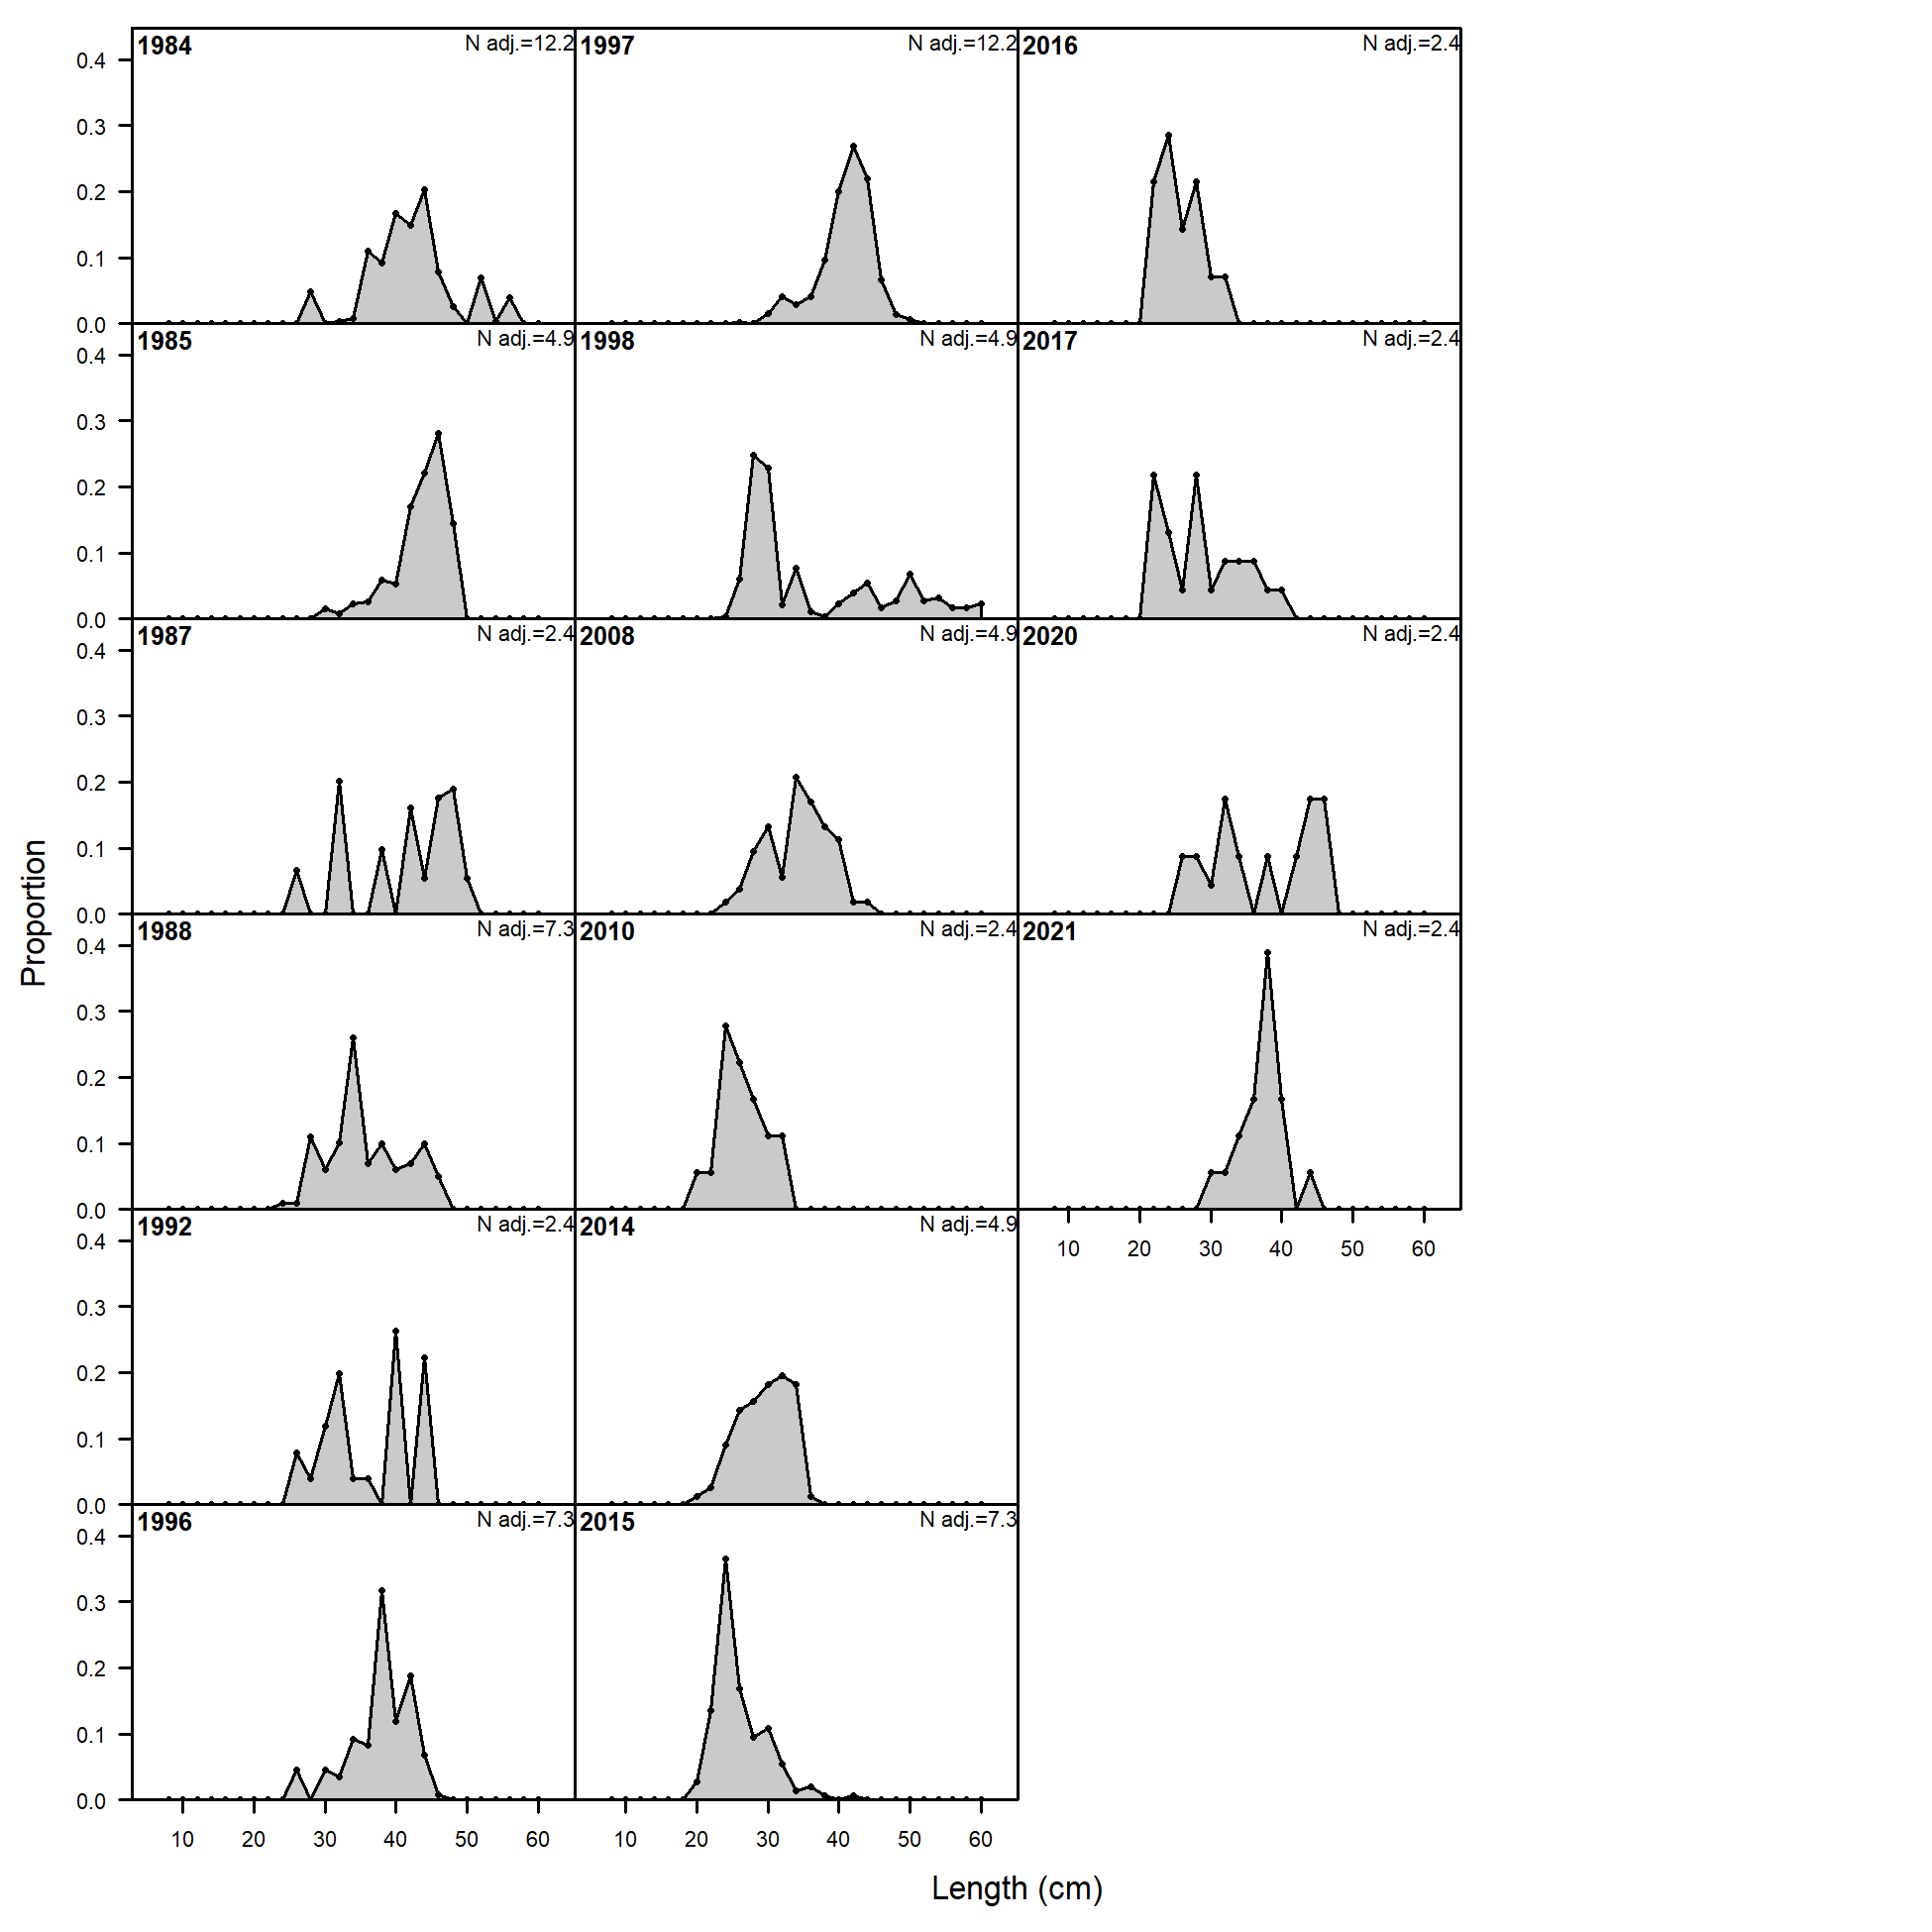 1984 N adj.=12.2
1997 N adj.=12.2
2016 N adj.=2.4
0.4
0.3
0.2
0.1
0.0
1985 N adj.=4.9
1998 N adj.=4.9
2017 N adj.=2.4
0.4
0.3
0.2
0.1
0.0
1987 N adj.=2.4
2008 N adj.=4.9
2020 N adj.=2.4
0.4
0.3
0.2
0.1
0.0
1988 N adj.=7.3
2010 N adj.=2.4
2021 N adj.=2.4
0.4
0.3
0.2
0.1
0.0
10 20 30 40 50 60
1992 N adj.=2.4
2014 N adj.=4.9
0.4
0.3
0.2
0.1
0.0
1996 N adj.=7.3
2015 N adj.=7.3
0.4
0.3
0.2
0.1
0.0
10 20 30 40 50 60
10 20 30 40 50 60
Proportion
Length (cm)